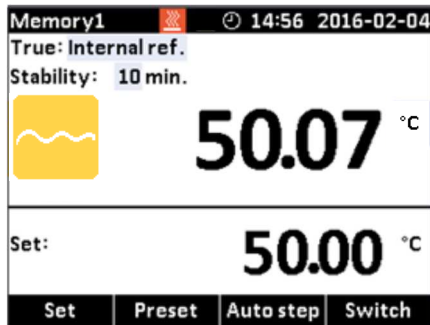 Memory1 14:56 2016-02-04
True: Internal ref.
Stability: 10 min.
50.07 °C
Set: 50.00 °C
Set Preset Auto step Switch